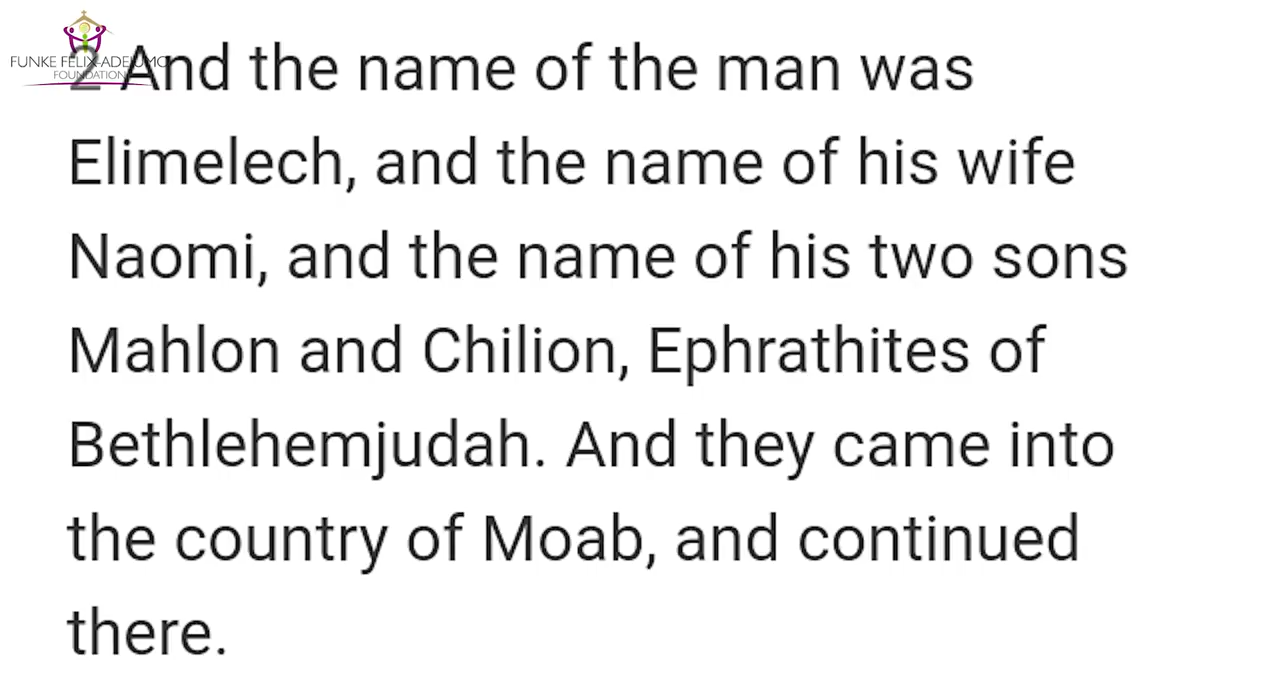 FUNKE FELIX-ADEJUMO
FOUNDATION
2 And the name of the man was
Elimelech, and the name of his wife
Naomi, and the name of his two sons
Mahlon and Chilion, Ephrathites of
Bethlehemjudah. And they came into
the country of Moab, and continued
there.